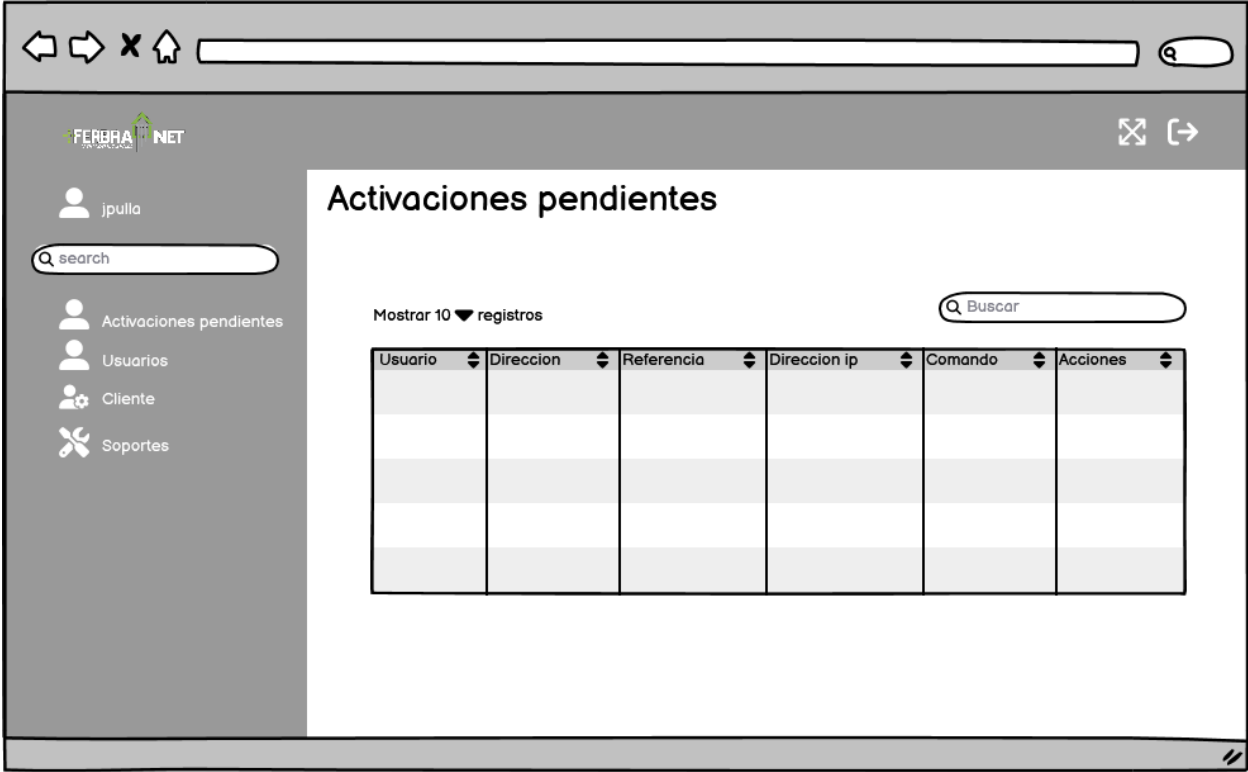 FERBHA NET
jpulla
search
Activaciones pendientes
Usuarios
Cliente
Soportes
Activaciones pendientes
Mostrar 10 registros
Buscar
Usuario Direccion Referencia Direccion ip Comando Acciones